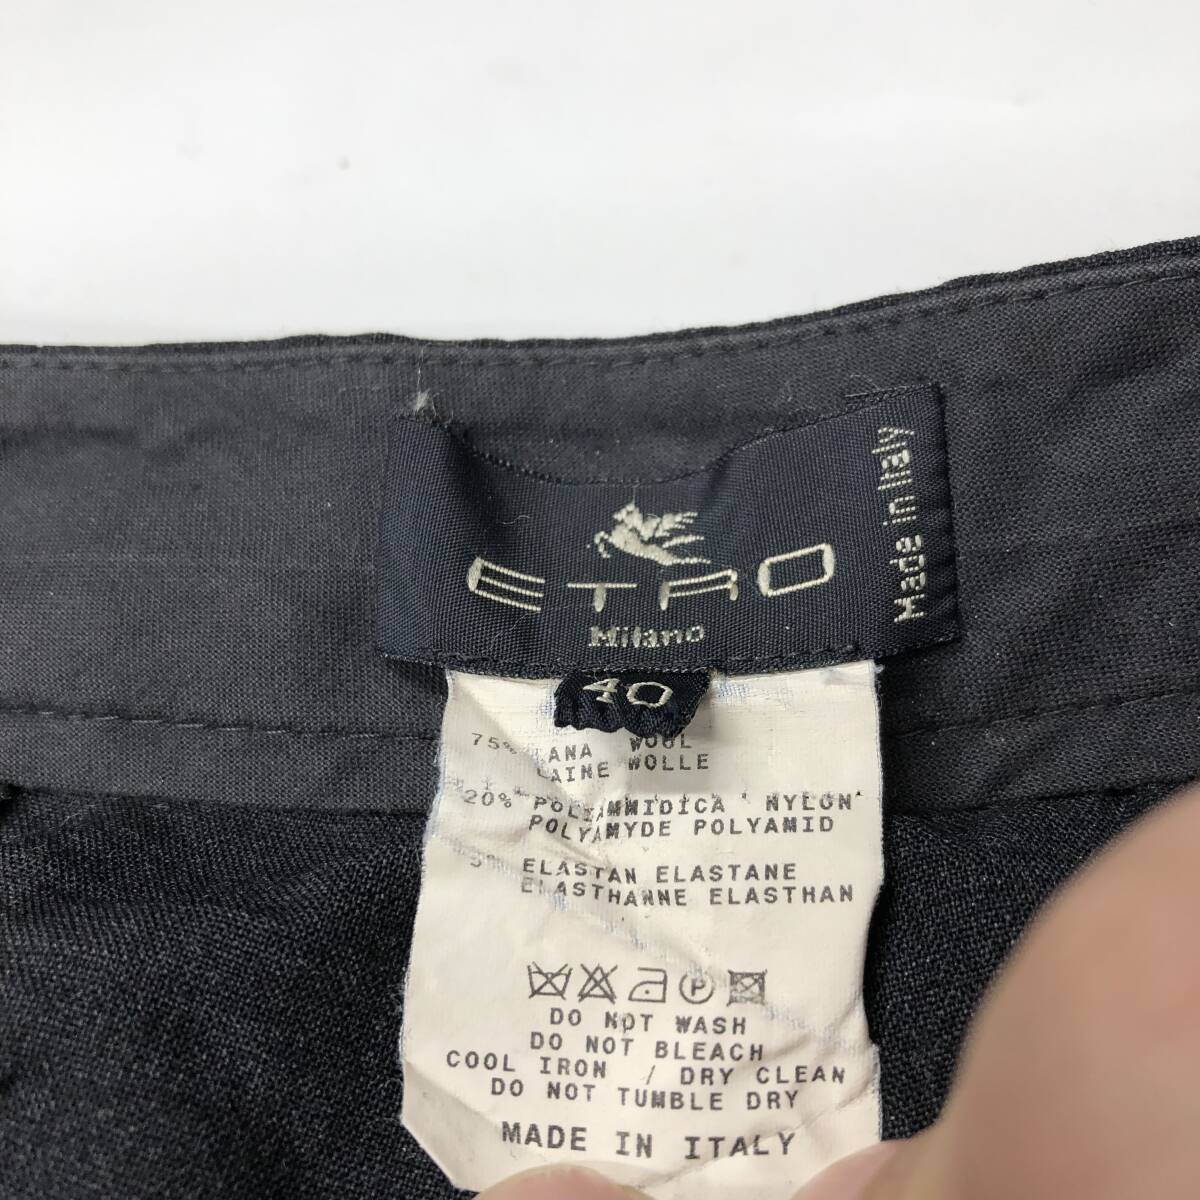 ETRO
Milano
Made in Italy
40
75% LANA WOOL
LAINE WOLLE
20% POLIAMMIDICA NYLON
POLYAMYDE POLYAMID
5% ELASTAN ELASTANE
ELASTHANNE ELASTHAN
P
DO NOT WASH
DO NOT BLEACH
COOL IRON / DRY CLEAN
DO NOT TUMBLE DRY
MADE IN ITALY